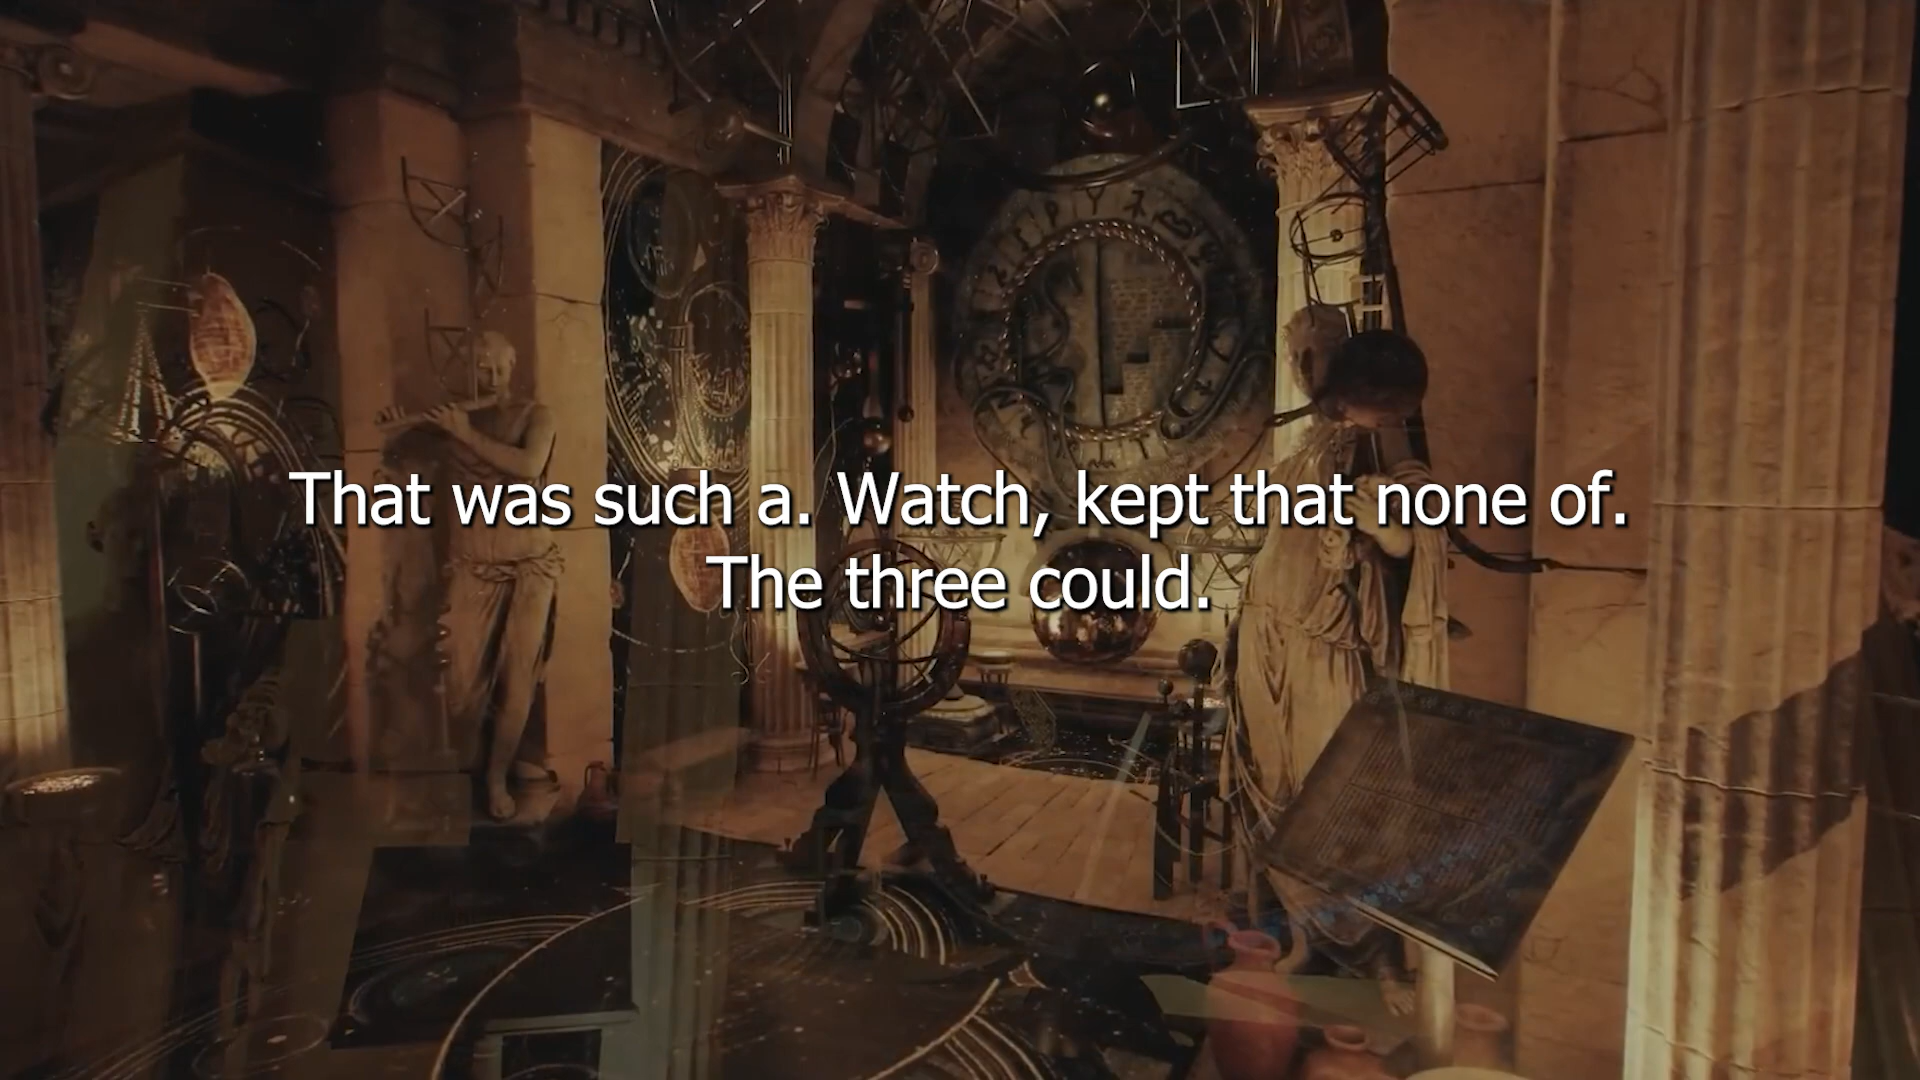 That was such a. Watch, kept that none of.
The three could.